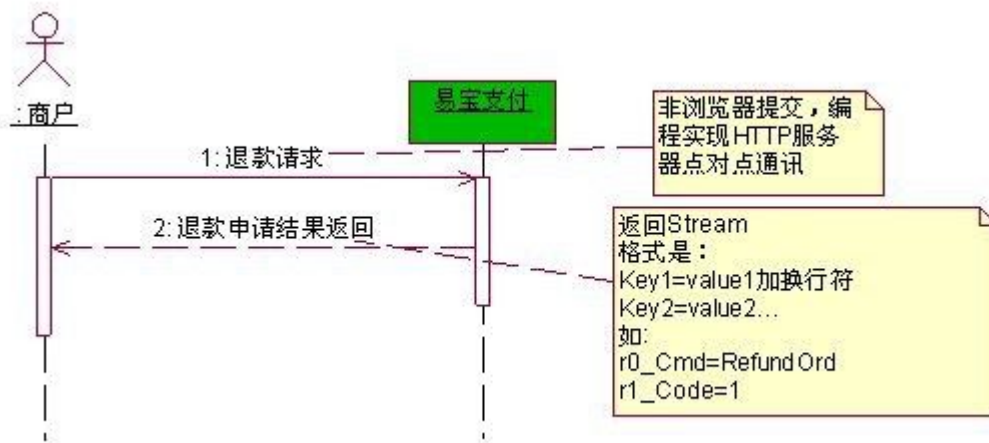 :商户
易宝支付
非浏览器提交，编
程实现HTTP服务
器点对点通讯
1:退款请求
2:退款申请结果返回
返回Stream
格式是：
Key1=value1加换行符
Key2=value2...
如:
r0_Cmd=RefundOrd
r1_Code=1